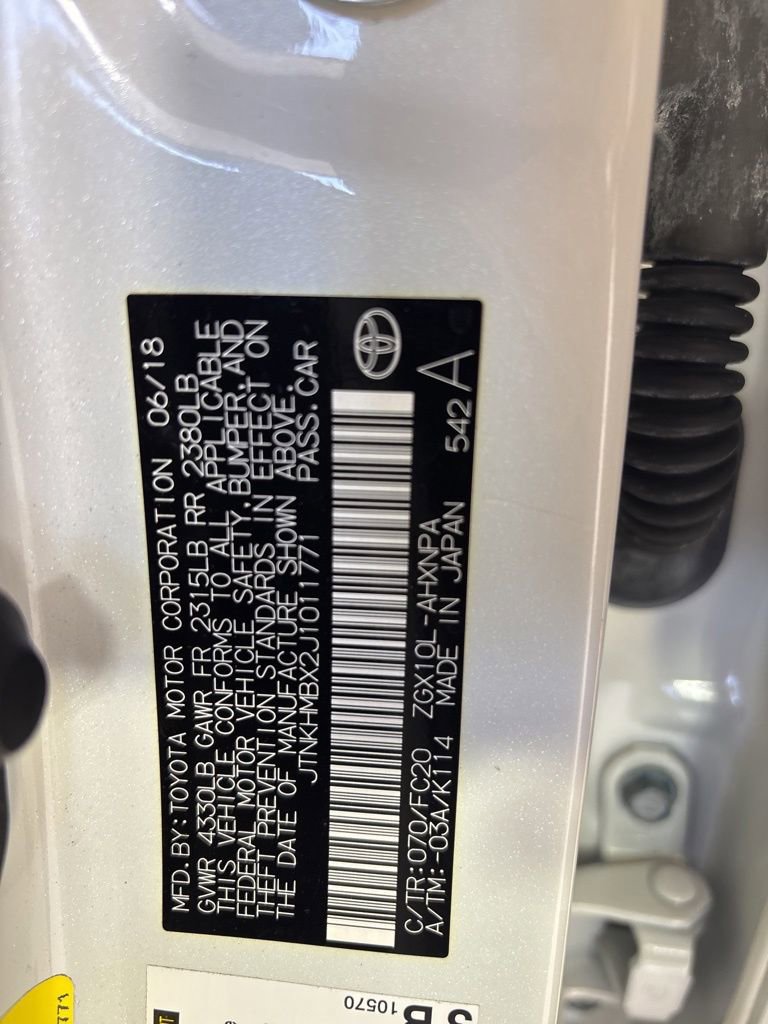 MFD.BY:TOYOTA MOTOR CORPORATION 06/18
GVWR 4330LB GAWR FR 2315LB RR 2380LB
THIS VEHICLE CONFORMS TO ALL APPLICABLE
FEDERAL MOTOR VEHICLE SAFETY,BUMPER,AND
THEFT PREVENTION STANDARDS IN EFFECT ON
THE DATE OF MANUFACTURE SHOWN ABOVE.
JTNKHMBX2J1011771 PASS.CAR
C/TR:070/FC20 ZGX10L-AHXNPA
A/TM:-03A/K114 MADE IN JAPAN 542 A
10570